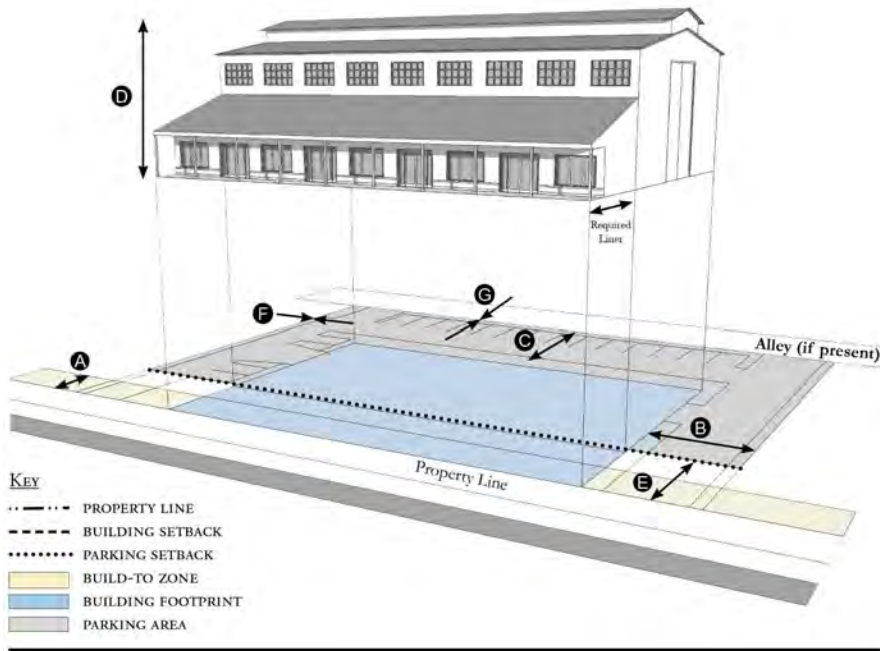 D
Required
Liner
G
F
C
A
Alley (if present)
B
E
Property Line
KEY
PROPERTY LINE
BUILDING SETBACK
PARKING SETBACK
BUILD-TO ZONE
BUILDING FOOTPRINT
PARKING AREA